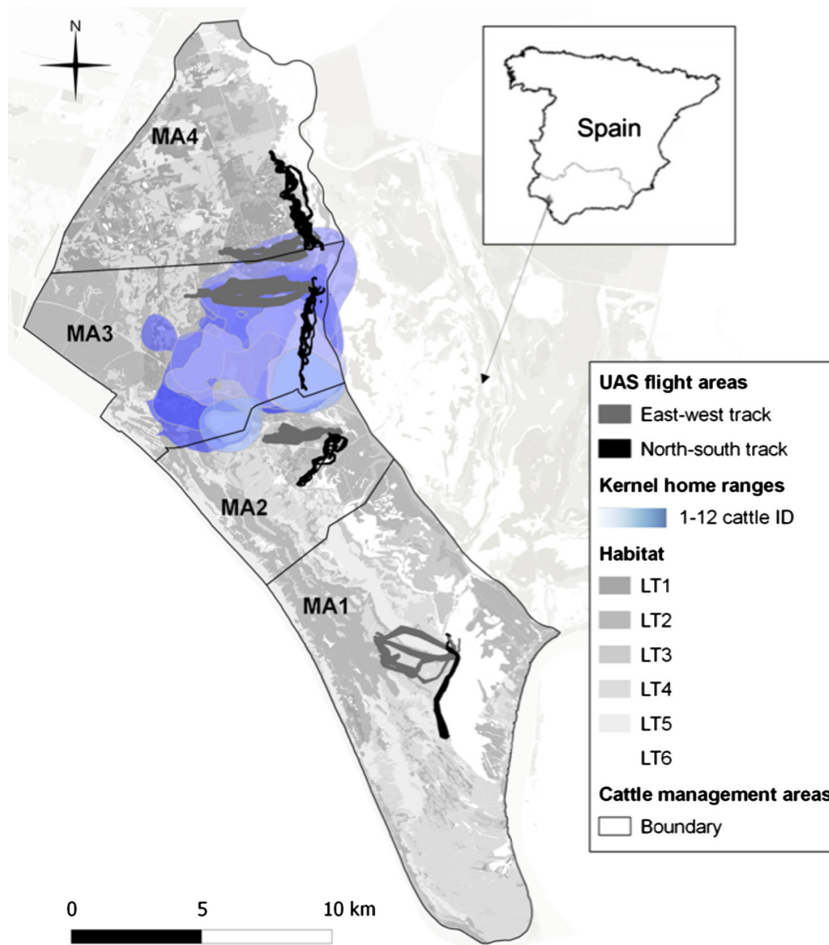 N
Spain
MA4
MA3
MA2
MA1
UAS flight areas
East-west track
North-south track
Kernel home ranges
1-12 cattle ID
Habitat
LT1
LT2
LT3
LT4
LT5
LT6
Cattle management areas
Boundary
0 5 10 km